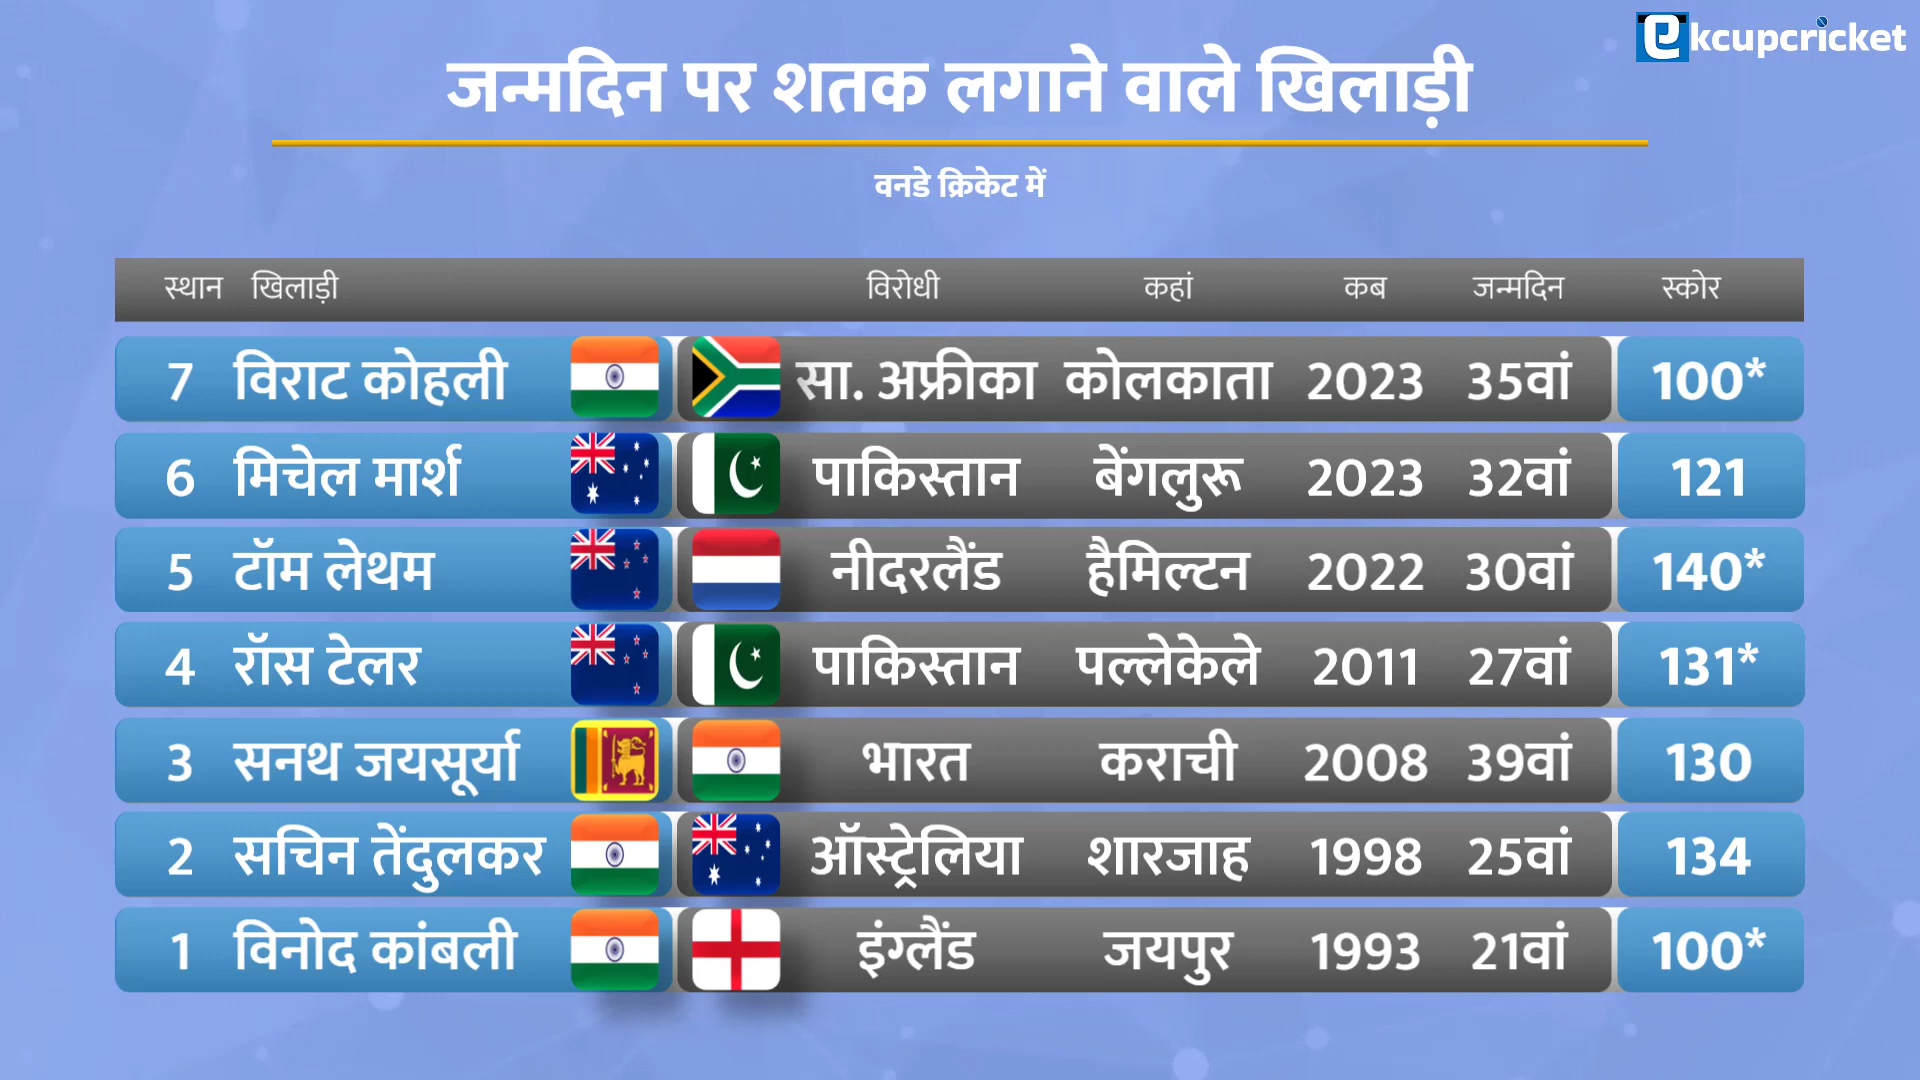 ekcupcricket
जन्मदिन पर शतक लगाने वाले खिलाड़ी
वनडे क्रिकेट में
स्थान खिलाड़ी विरोधी कहां कब जन्मदिन स्कोर
7 विराट कोहली सा. अफ्रीका कोलकाता 2023 35वां 100*
6 मिचेल मार्श पाकिस्तान बेंगलुरू 2023 32वां 121
5 टॉम लेथम नीदरलैंड हैमिल्टन 2022 30वां 140*
4 रॉस टेलर पाकिस्तान पल्लेकेले 2011 27वां 131*
3 सनथ जयसूर्या भारत कराची 2008 39वां 130
2 सचिन तेंदुलकर ऑस्ट्रेलिया शारजाह 1998 25वां 134
1 विनोद कांबली इंग्लैंड जयपुर 1993 21वां 100*